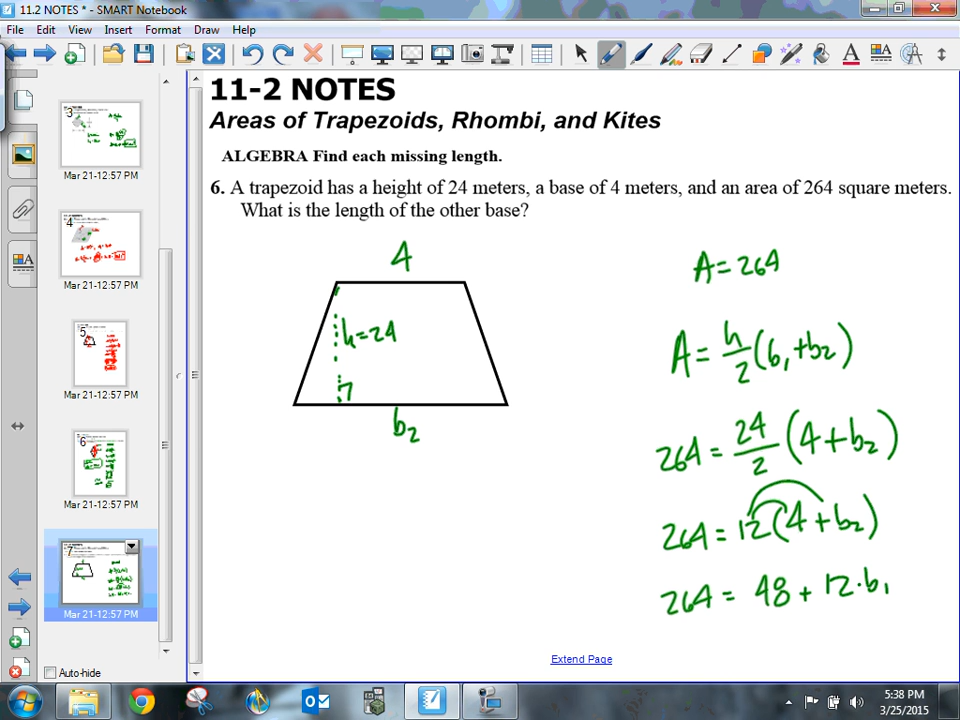 11.2 NOTES * - SMART Notebook
File Edit View Insert Format Draw Help
3
Mar 21-12:57 PM
4
Mar 21-12:57 PM
5
Mar 21-12:57 PM
6
Mar 21-12:57 PM
7
Mar 21-12:57 PM
Auto-hide
11-2 NOTES
Areas of Trapezoids, Rhombi, and Kites
ALGEBRA Find each missing length.
6. A trapezoid has a height of 24 meters, a base of 4 meters, and an area of 264 square meters.
What is the length of the other base?
4
h=24
b2
A=264
A = h/2 (b1 + b2)
264 = 24/2 (4 + b2)
264 = 12(4 + b2)
264 = 48 + 12·b1
Extend Page
5:38 PM
3/25/2015